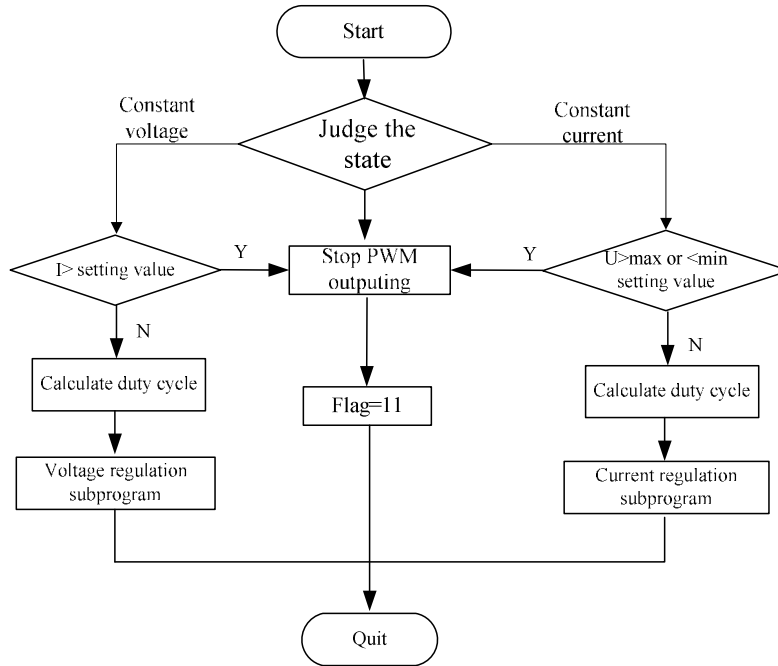 Start
Constant
voltage
Judge the
state
Constant
current
I> setting value
Y
Stop PWM
outputing
Y
U>max or <min
setting value
N
N
Calculate duty cycle
Flag=11
Calculate duty cycle
Voltage regulation
subprogram
Current regulation
subprogram
Quit